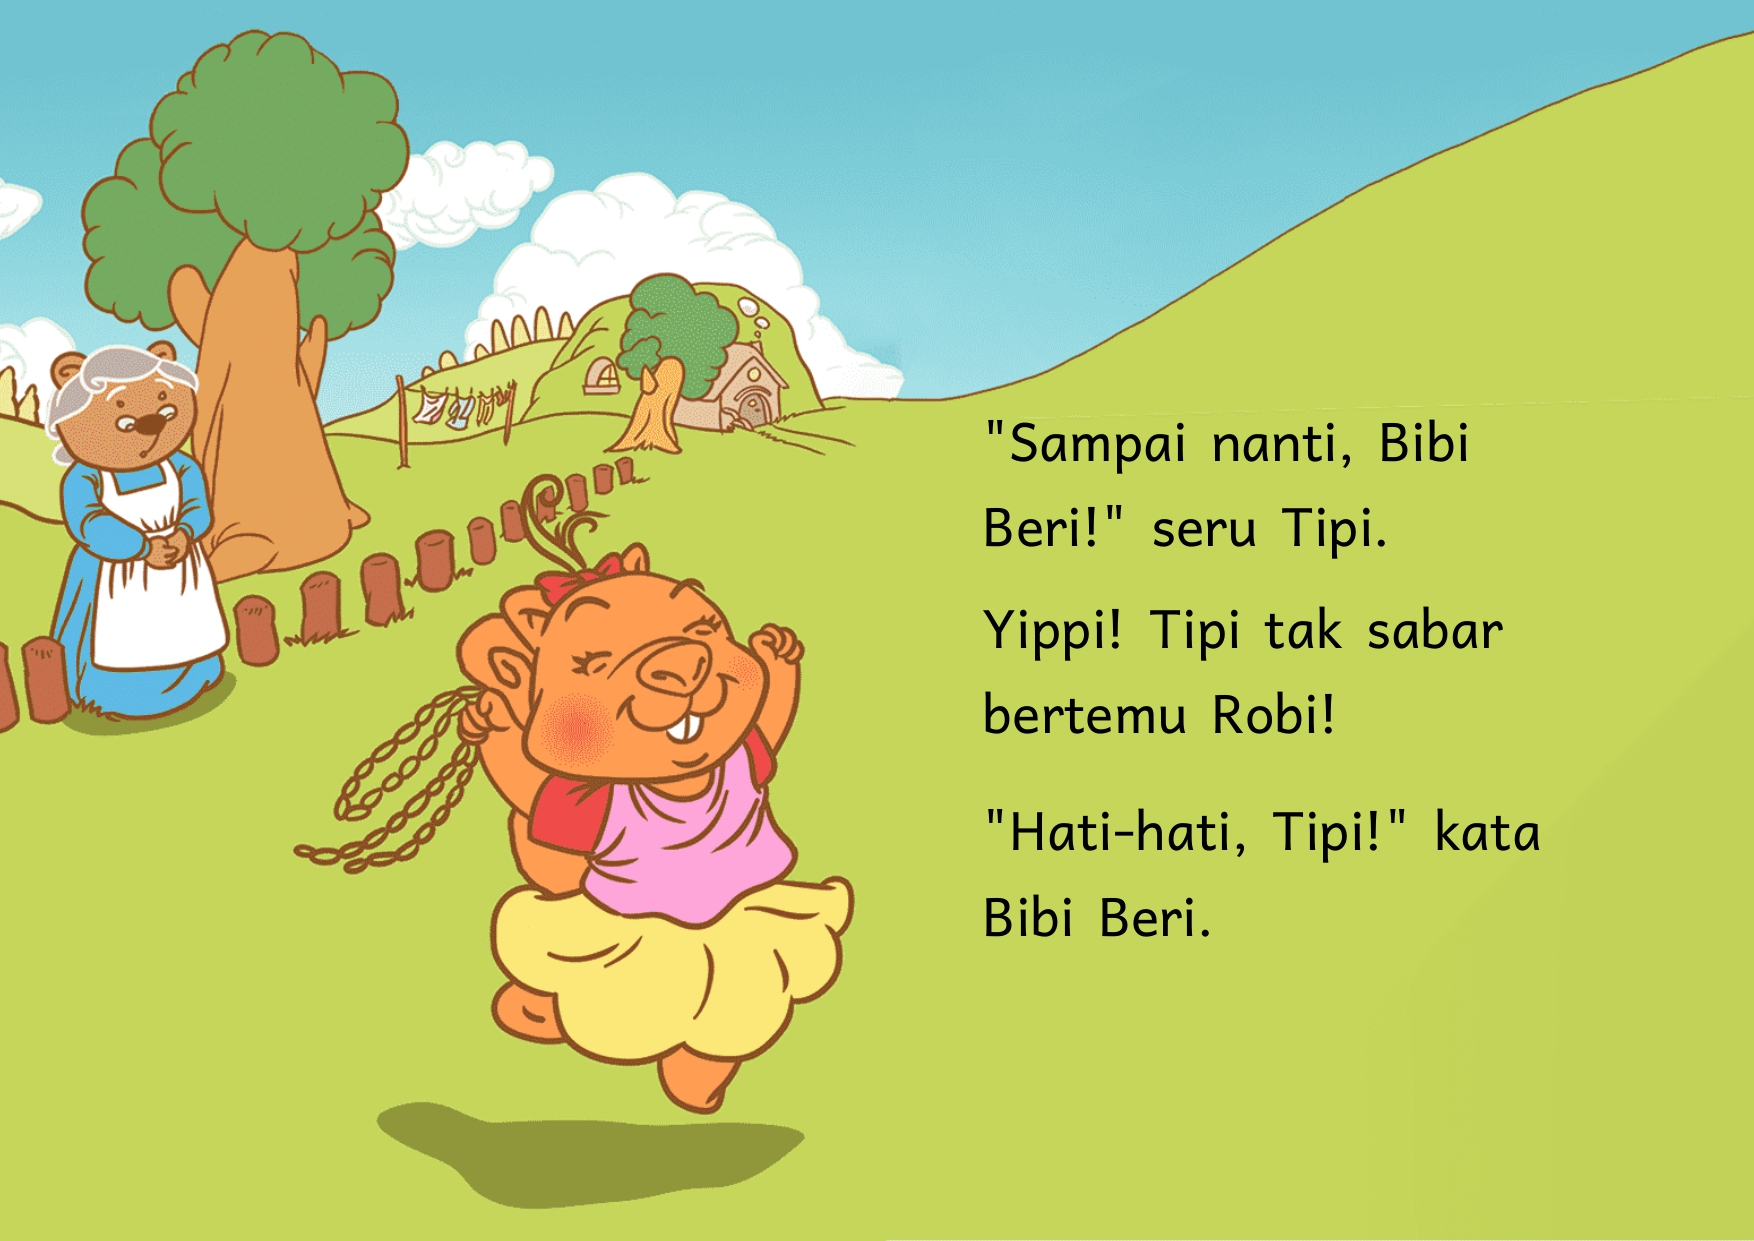 "Sampai nanti, Bibi
Beri!" seru Tipi.
Yippi! Tipi tak sabar
bertemu Robi!
"Hati-hati, Tipi!" kata
Bibi Beri.